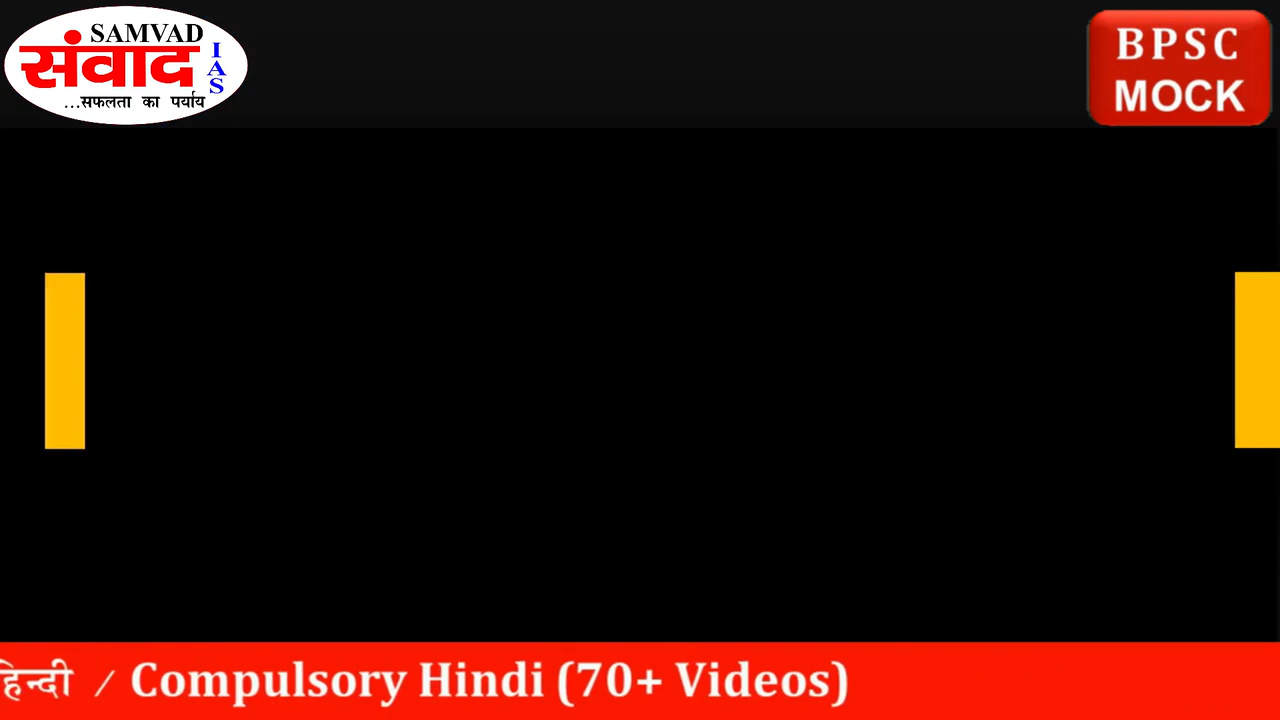 SAMVAD
संवाद
IAS
...सफलता का पर्याय
BPSC
MOCK
हिन्दी / Compulsory Hindi (70+ Videos)